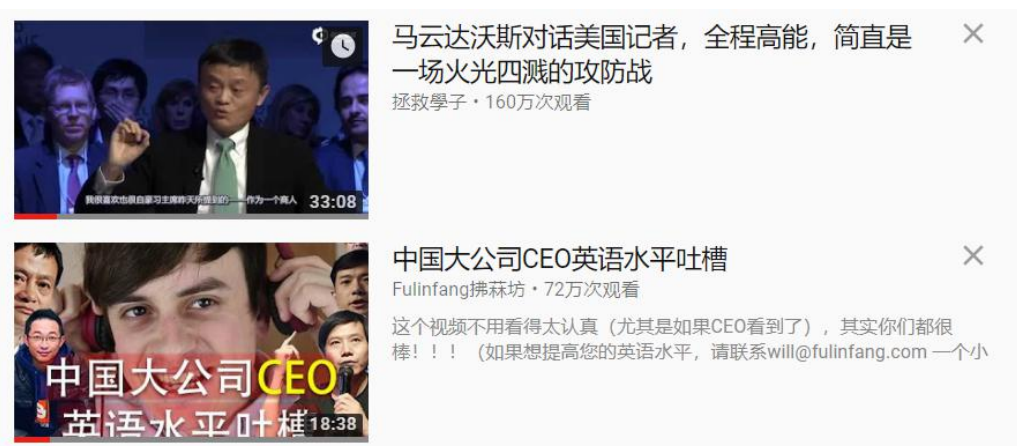 马云达沃斯对话美国记者，全程高能，简直是
一场火光四溅的攻防战
拯救學子・160万次观看
我很喜欢也很自豪习主席昨天所提到的——作为一个商人
33:08
中国大公司CEO英语水平吐槽
Fulinfang拂菻坊・72万次观看
这个视频不用看得太认真（尤其是如果CEO看到了），其实你们都很
棒！！！（如果想提高您的英语水平，请联系will@fulinfang.com 一个小
中国大公司CEO
英语水平吐槽
18:38